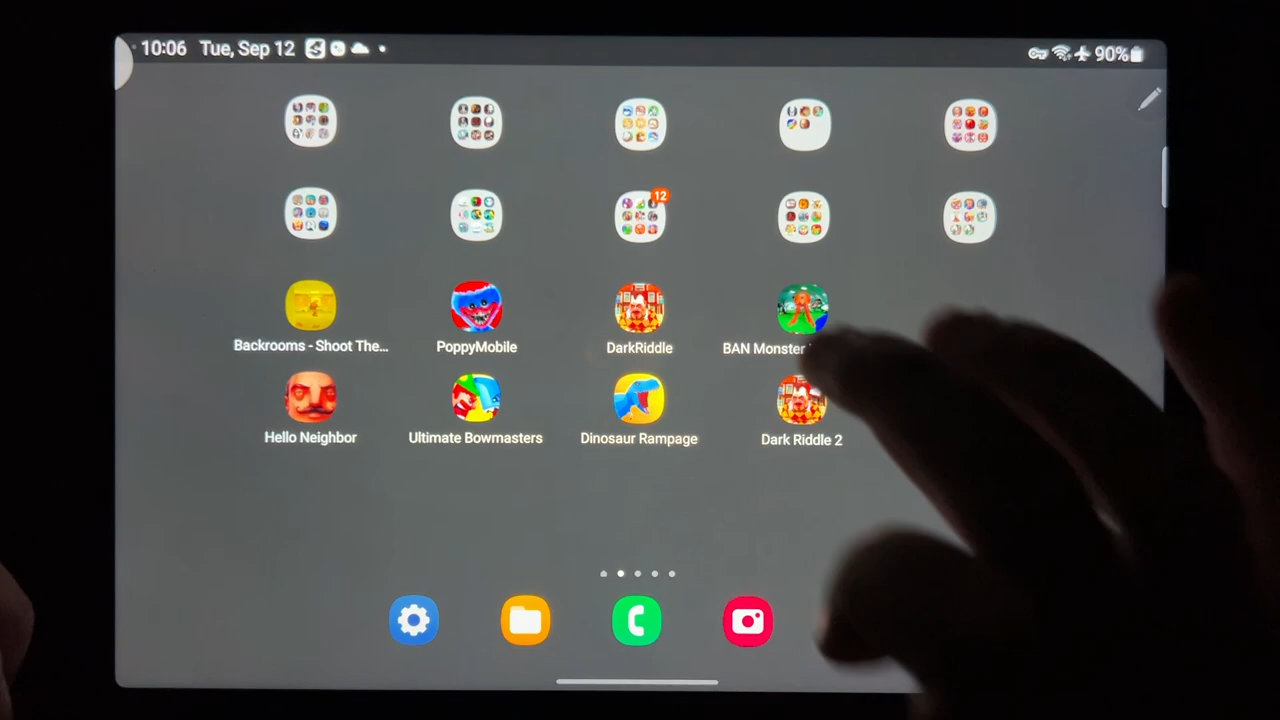 10:06 Tue, Sep 12
90%
12
Backrooms - Shoot The...
PoppyMobile
DarkRiddle
BAN Monster
Hello Neighbor
Ultimate Bowmasters
Dinosaur Rampage
Dark Riddle 2